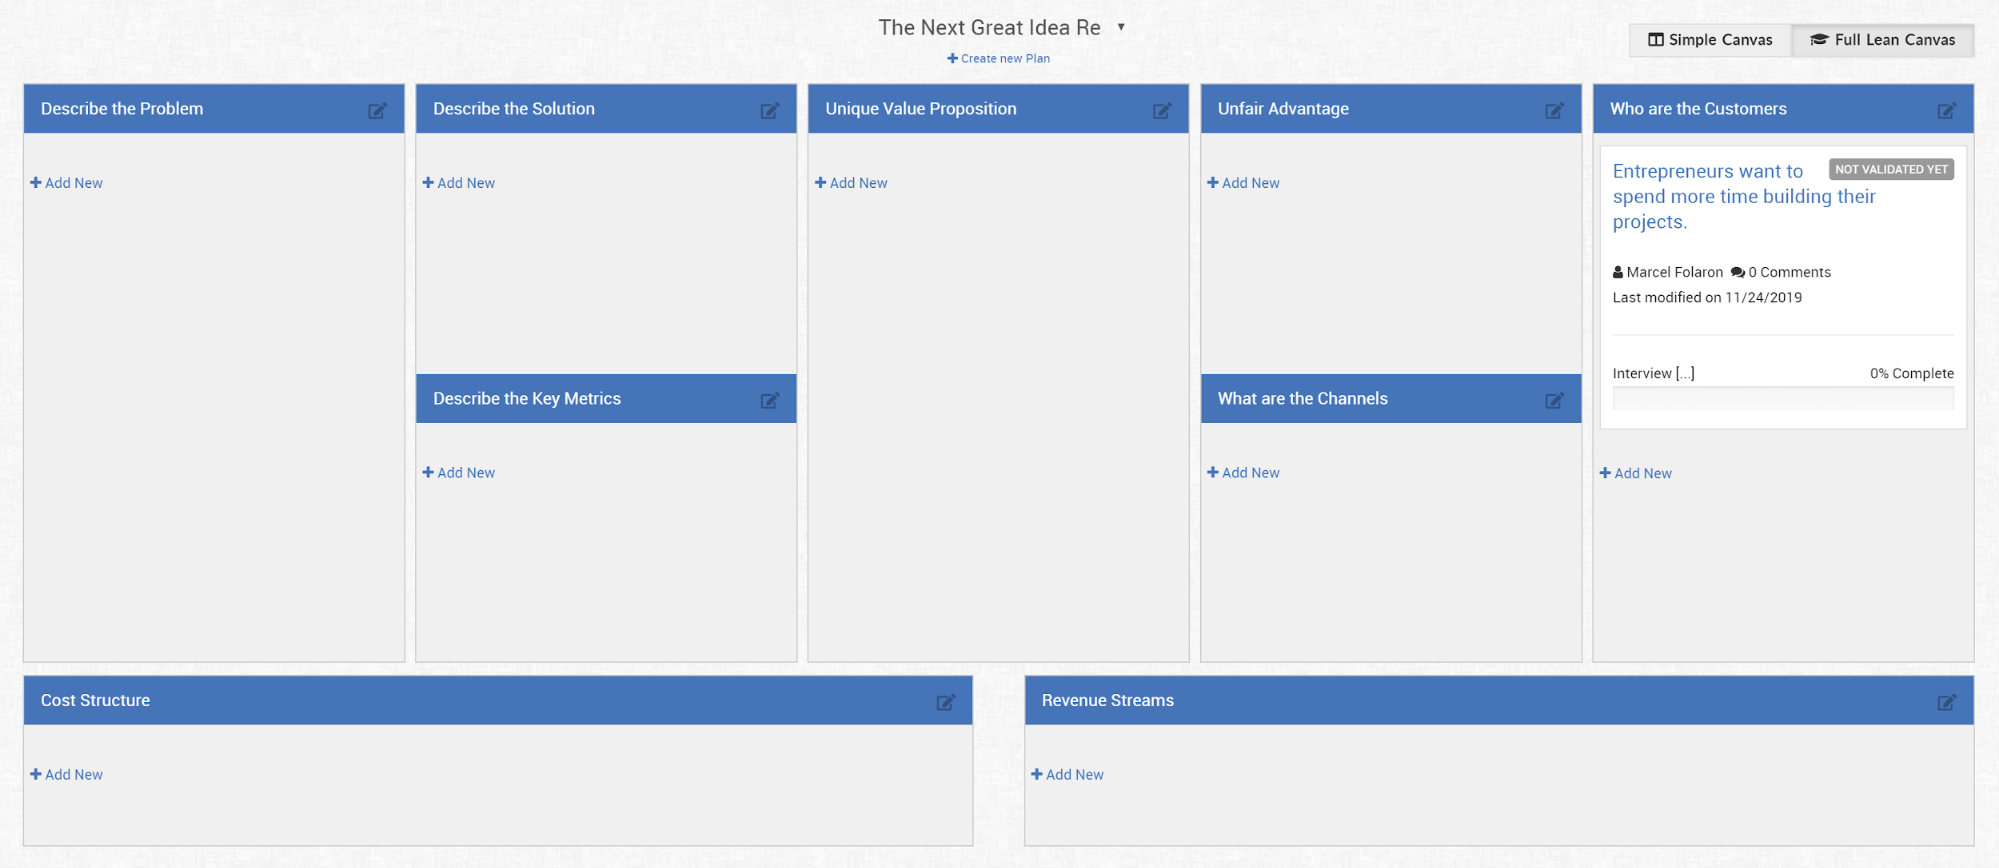 The Next Great Idea Re
Create new Plan
Simple Canvas
Full Lean Canvas
Describe the Problem
Add New
Describe the Solution
Add New
Describe the Key Metrics
Add New
Unique Value Proposition
Add New
Unfair Advantage
Add New
What are the Channels
Add New
Who are the Customers
Entrepreneurs want to
NOT VALIDATED YET
spend more time building their
projects.
Marcel Folaron 0 Comments
Last modified on 11/24/2019
Interview [...] 0% Complete
Add New
Cost Structure
Add New
Revenue Streams
Add New